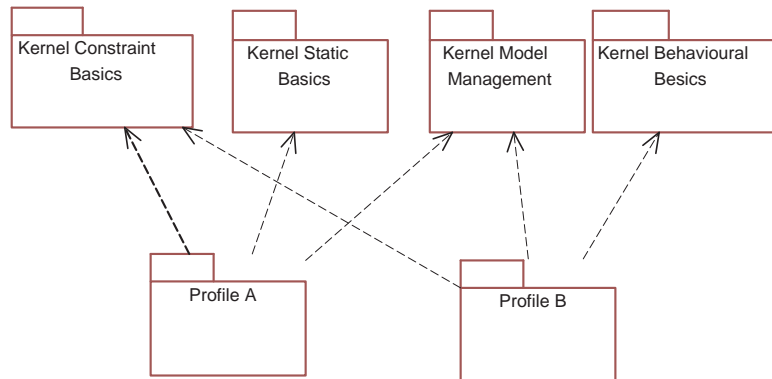 Kernel Constraint
Basics
Kernel Static
Basics
Kernel Model
Management
Kernel Behavioural
Besics
Profile A
Profile B